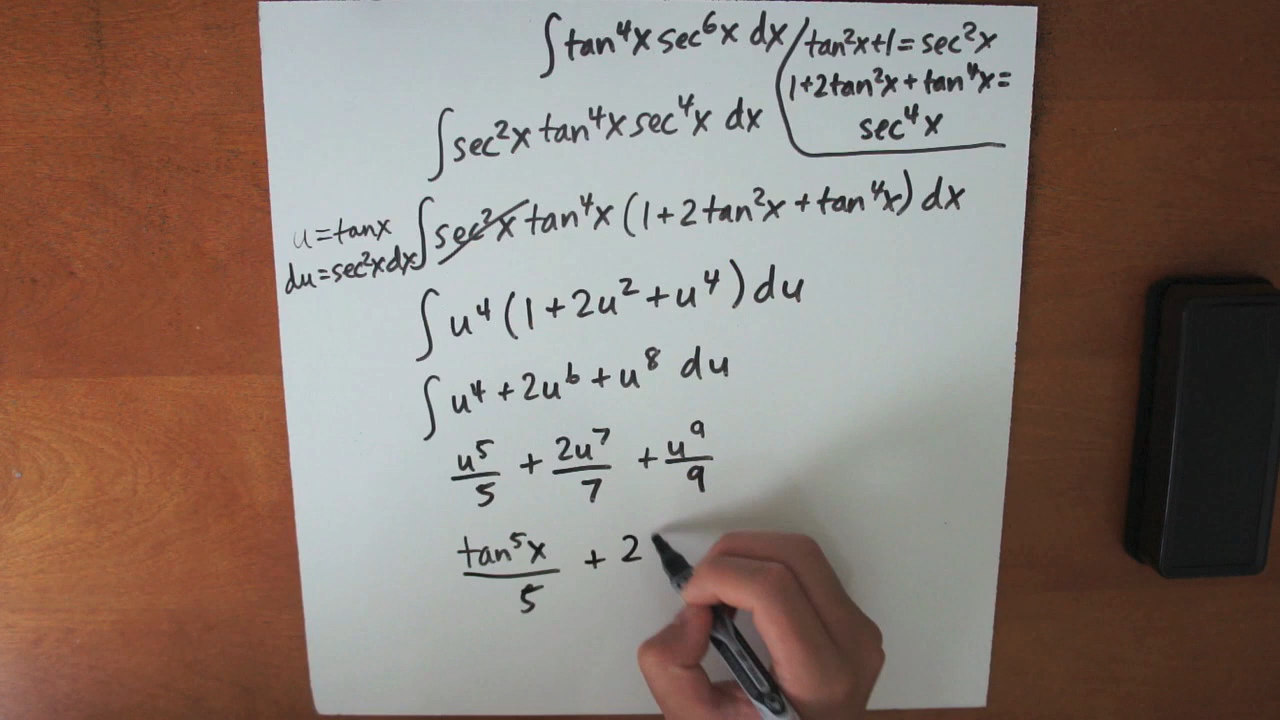 ∫tan⁴x sec⁶x dx
tan²x+1=sec²x
1+2tan²x+tan⁴x=
sec⁴x
∫sec²x tan⁴x sec⁴x dx
u=tanx
du=sec²xdx
∫sec²x tan⁴x (1+2tan²x+tan⁴x) dx
∫u⁴(1+2u²+u⁴)du
∫u⁴+2u⁶+u⁸ du
u⁵/5 + 2u⁷/7 + u⁹/9
tan⁵x/5 + 2